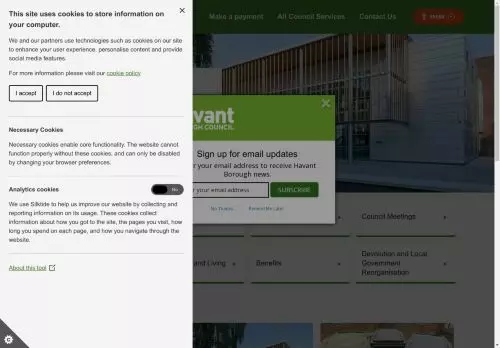 This site uses cookies to store information on
your computer.
We and our partners use technologies such as cookies on our site
to enhance your user experience, personalise content and provide
social media features.
For more information please visit our cookie policy
I accept
I do not accept
Necessary Cookies
Necessary cookies enable core functionality. The website cannot
function properly without these cookies, and can only be disabled
by changing your browser preferences.
Analytics cookies
No
We use Silktide to help us improve our website by collecting and
reporting information on its usage. These cookies collect
information about how you got to the site, the pages you visit, how
long you spend on each page, and how you navigate through the
website.
About this tool
Make a payment
All Council Services
Contact Us
vant
GH COUNCIL
Sign up for email updates
your email address to receive Havant
Borough news.
your email address
SUBSCRIBE
No Thanks
Remind Me Later
Council Meetings
and Living
Benefits
Devolution and Local
Government
Reorganisation